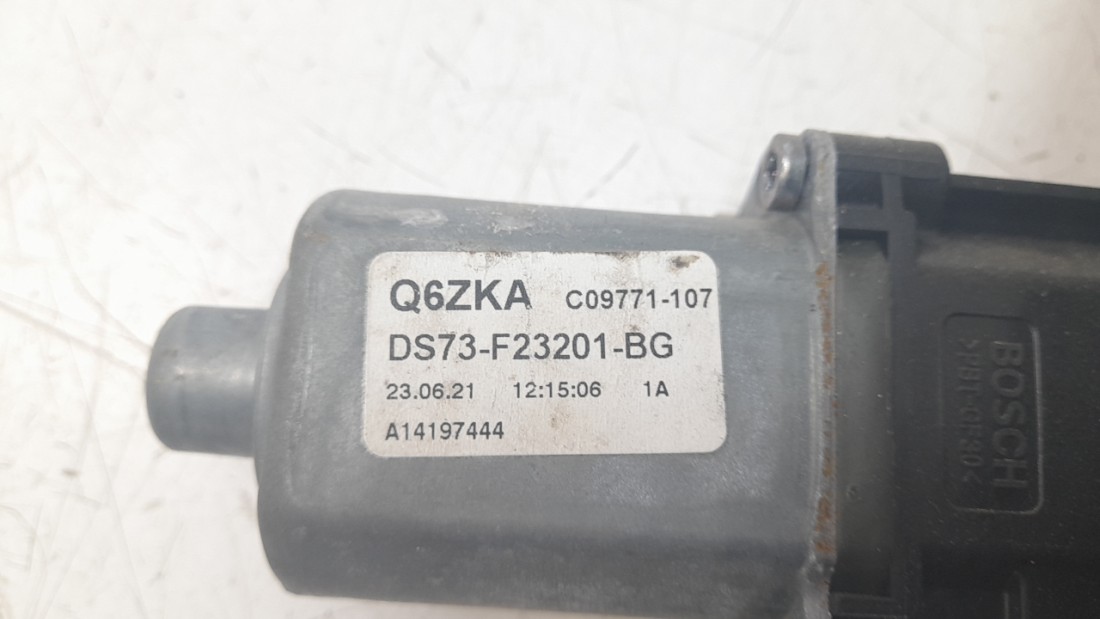 Q6ZKA C09771-107
DS73-F23201-BG
23.06.21 12:15:06 1A
A14197444
BOSCH